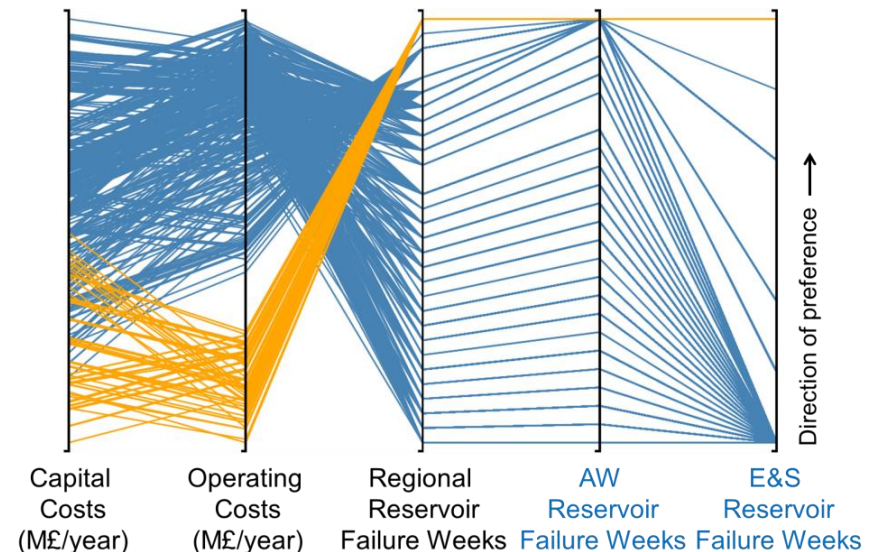 Direction of preference
Capital
Costs
(M£/year)
Operating
Costs
(M£/year)
Regional
Reservoir
Failure Weeks
AW
Reservoir
Failure Weeks
E&S
Reservoir
Failure Weeks